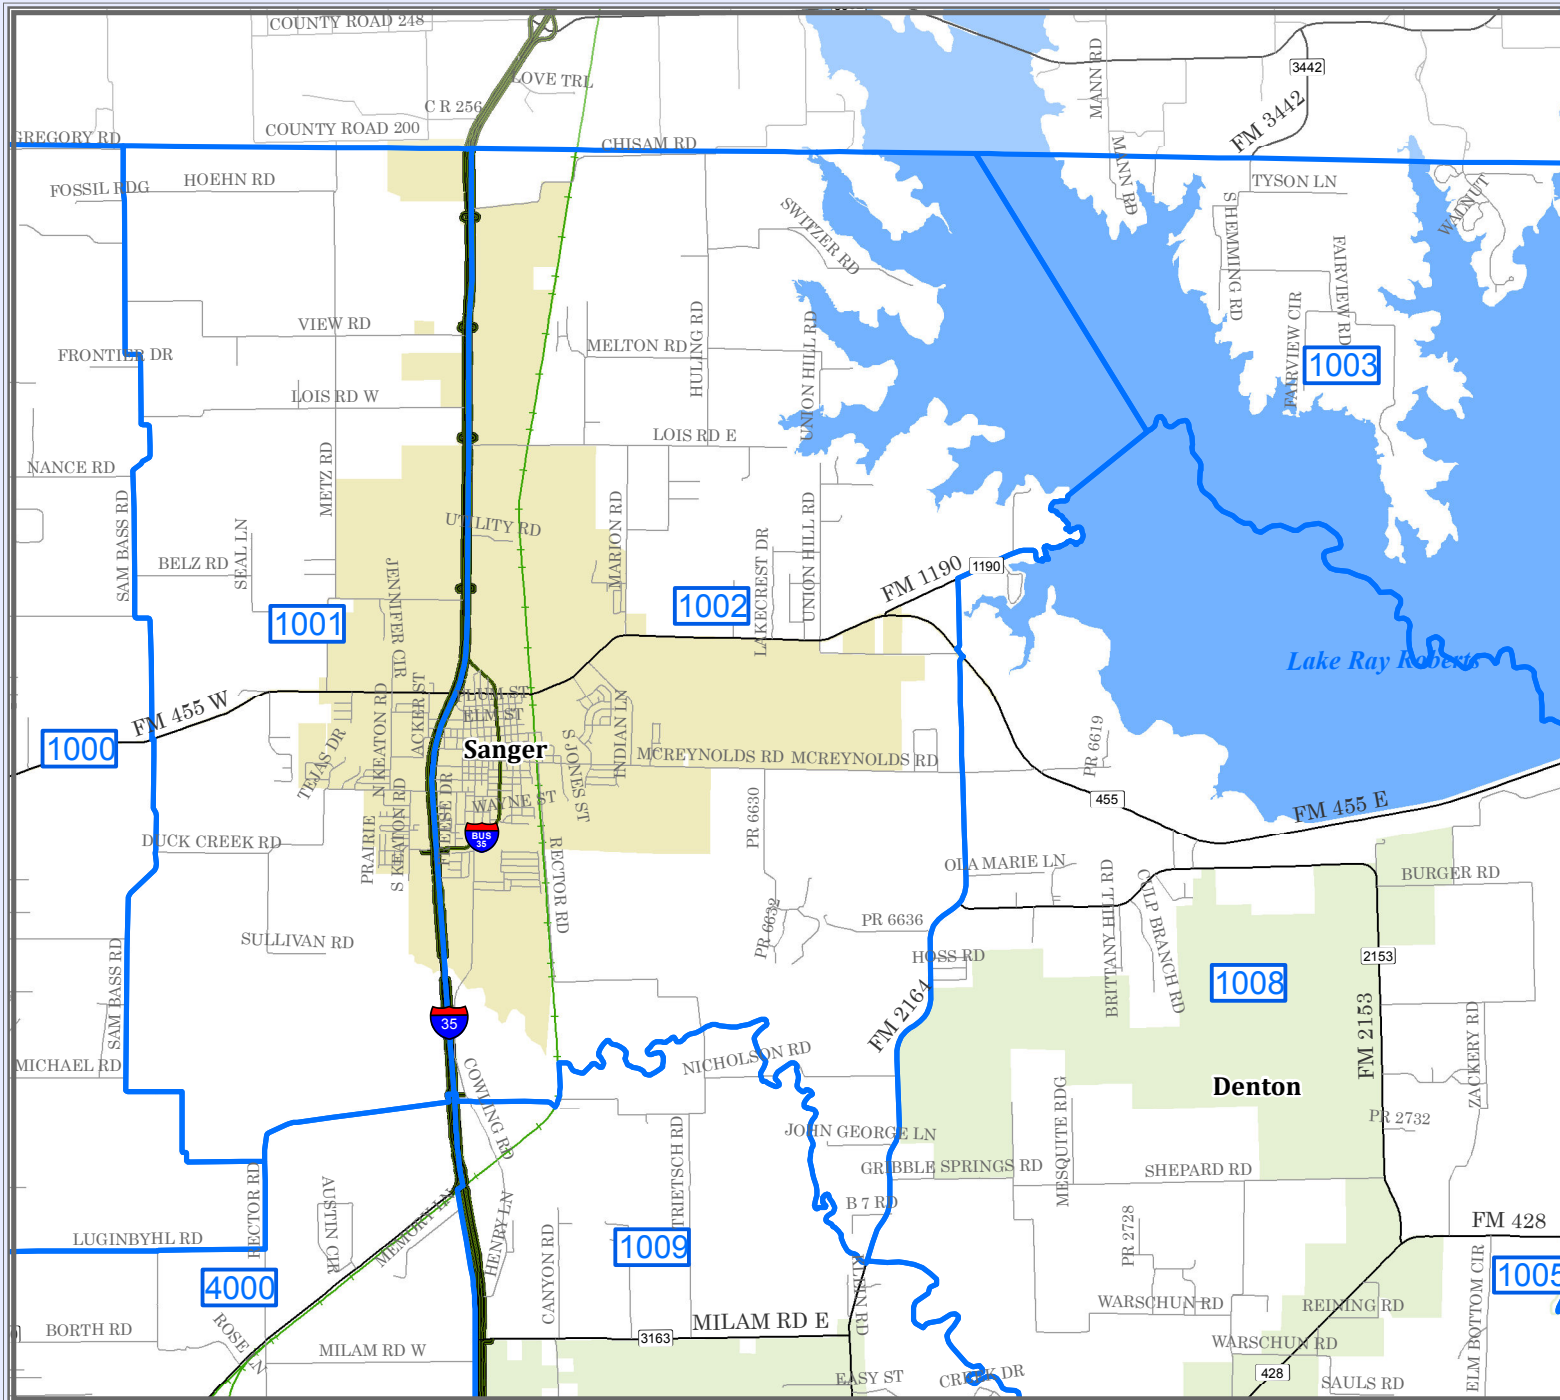 COUNTY ROAD 248
LOVE TRL
C R 256
COUNTY ROAD 200
GREGORY RD
CHISAM RD
MANN RD
3442
FM 3442
MANN RD
FOSSIL RDG
HOEHN RD
TYSON LN
WALNUT
SWITZER RD
S HEMMING RD
FAIRVIEW RD
FAIRVIEW CIR
VIEW RD
FRONTIER DR
MELTON RD
HULING RD
UNION HILL RD
1003
LOIS RD W
LOIS RD E
NANCE RD
METZ RD
SAM BASS RD
SEAL LN
UTILITY RD
MARION RD
LAKECREST DR
UNION HILL RD
BELZ RD
JENNIFER CIR
FM 1190
1190
1001
1002
Lake Ray Roberts
FM 455 W
1000
N KEATON RD
ACKER ST
PLUM ST
ELM ST
Sanger
S JONES ST
INDIAN LN
MCREYNOLDS RD
MCREYNOLDS RD
PR 6619
TEJAS DR
WAYNE ST
PR 6630
455
FM 455 E
DUCK CREEK RD
PRAIRIE
S KEATON RD
BUS
35
RECTOR RD
OLA MARIE LN
BRITTANY HILL RD
CULP BRANCH RD
BURGER RD
SULLIVAN RD
PR 6632
PR 6636
HOSS RD
2153
1008
SAM BASS RD
35
FM 2164
FM 2153
MICHAEL RD
COWLING RD
NICHOLSON RD
Denton
ZACKERY RD
MESQUITE RDG
PR 2732
JOHN GEORGE LN
GRIBBLE SPRINGS RD
SHEPARD RD
RECTOR RD
AUSTIN CIR
MEMORY LN
HENRY LN
TRIETSCH RD
B 7 RD
PR 2728
FM 428
LUGINBYHL RD
CANYON RD
1009
4000
1005
ELM BOTTOM CIR
WARSCHUN RD
REINING RD
BORTH RD
ROSE LN
MILAM RD W
3163
MILAM RD E
WARSCHUN RD
EASY ST
CREEK DR
428
SAULS RD